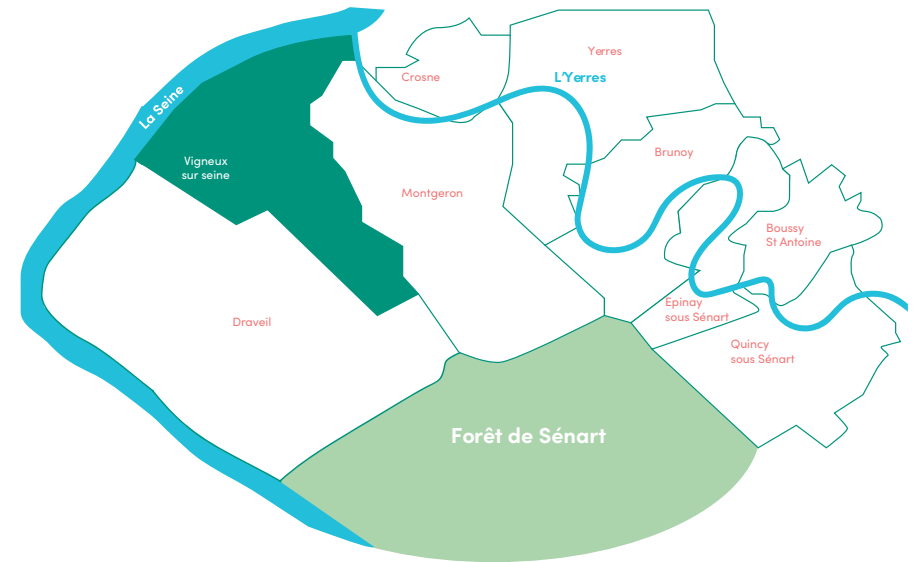 Yerres
L'Yerres
Crosne
La Seine
Brunoy
Vigneux
sur seine
Montgeron
Boussy
St Antoine
Epinay
sous Sénart
Draveil
Quincy
sous Sénart
Forêt de Sénart